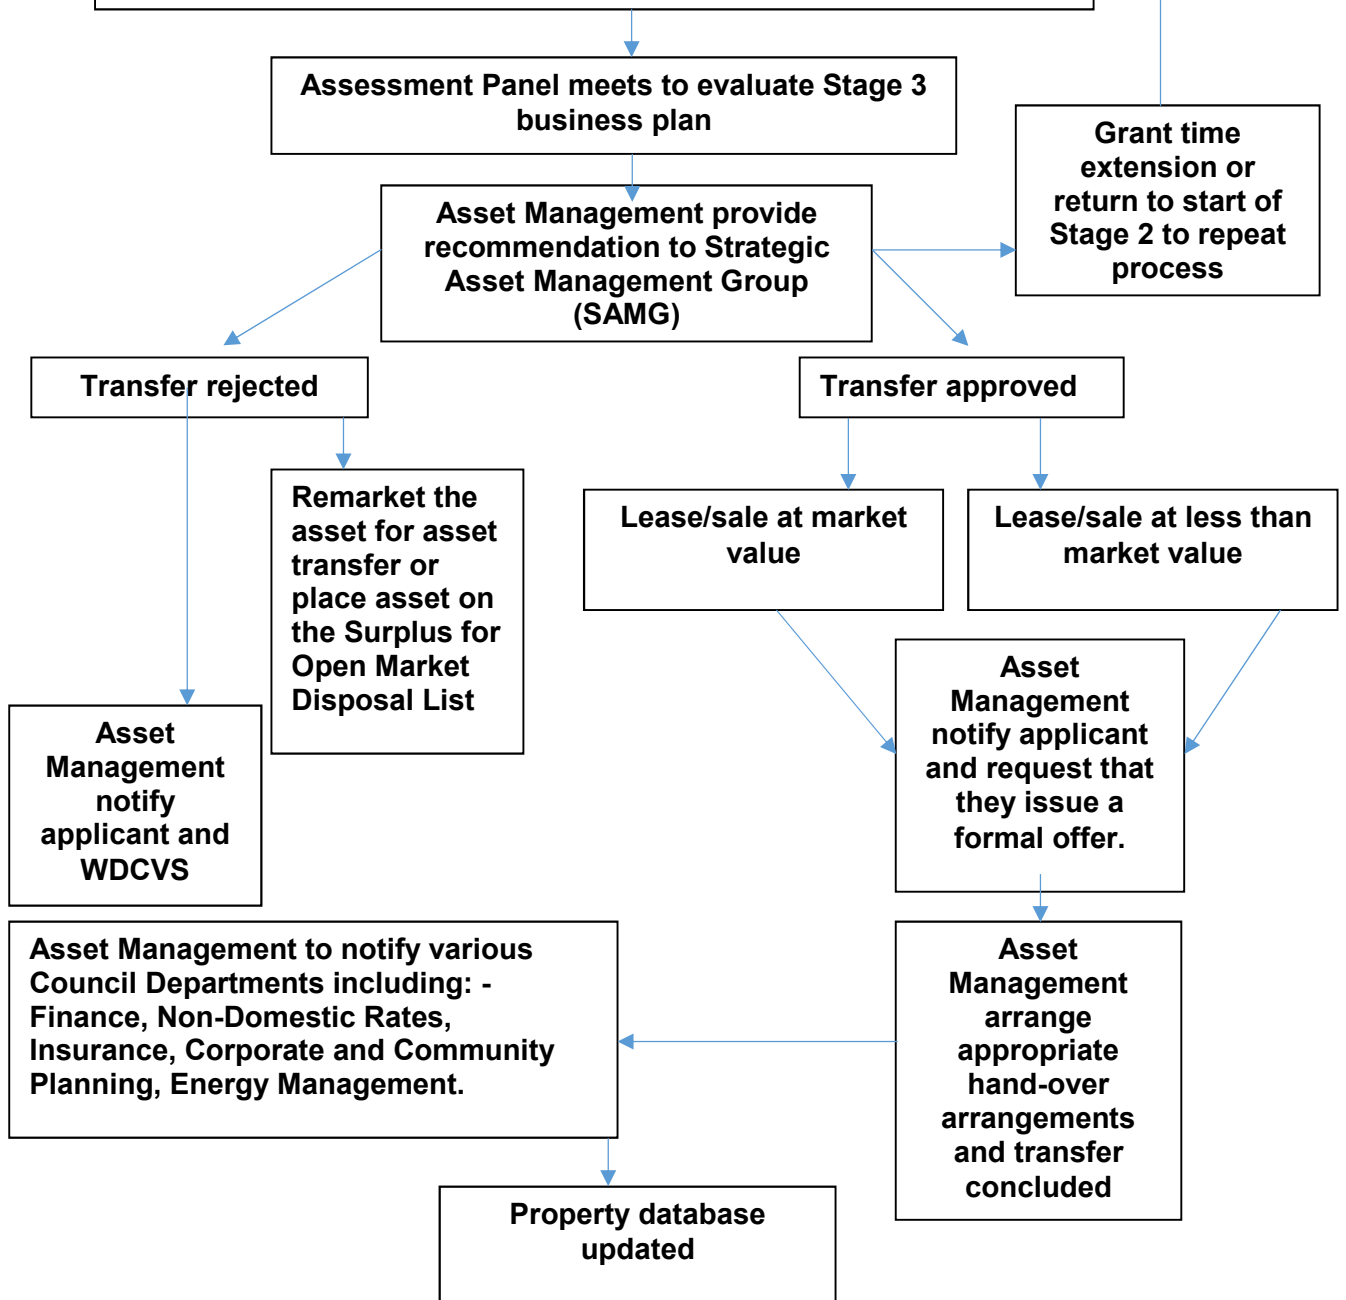 Assessment Panel meets to evaluate Stage 3
business plan
Grant time
extension or
return to start of
Stage 2 to repeat
process
Asset Management provide
recommendation to Strategic
Asset Management Group
(SAMG)
Transfer rejected
Transfer approved
Remarket the
asset for asset
transfer or
place asset on
the Surplus for
Open Market
Disposal List
Lease/sale at market
value
Lease/sale at less than
market value
Asset
Management
notify
applicant and
WDCVS
Asset
Management
notify applicant
and request that
they issue a
formal offer.
Asset Management to notify various
Council Departments including: -
Finance, Non-Domestic Rates,
Insurance, Corporate and Community
Planning, Energy Management.
Asset
Management
arrange
appropriate
hand-over
arrangements
and transfer
concluded
Property database
updated